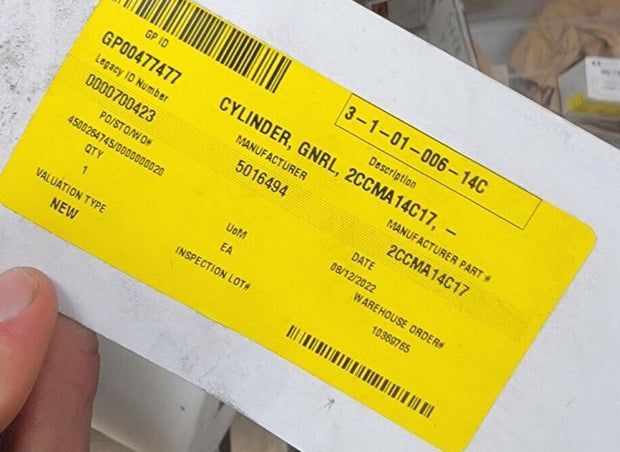 GP ID
GP00477477
3-1-01-006-14C
Legacy ID Number
0000700423
Description
CYLINDER, GNRL, 2CCMA14C17, –
PO/STO/WO#
4500264745/0000000020
MANUFACTURER
5016494
MANUFACTURER PART #
2CCMA14C17
QTY
1
UoM
EA
DATE
08/12/2022
VALUATION TYPE
NEW
INSPECTION LOT#
WAREHOUSE ORDER#
10369765